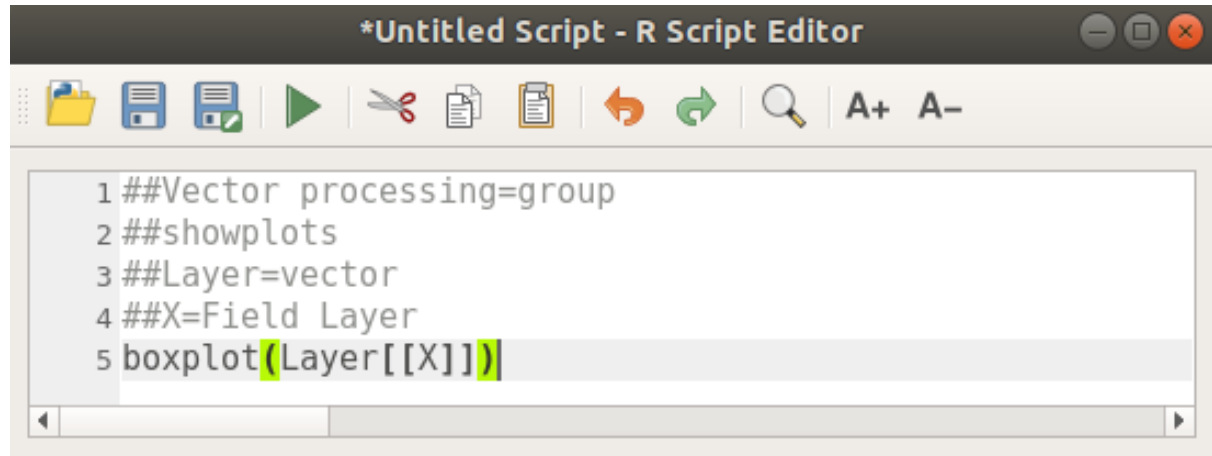 *Untitled Script - R Script Editor
A+ A-
1 ##Vector processing=group
2 ##showplots
3 ##Layer=vector
4 ##X=Field Layer
5 boxplot(Layer[[X]])